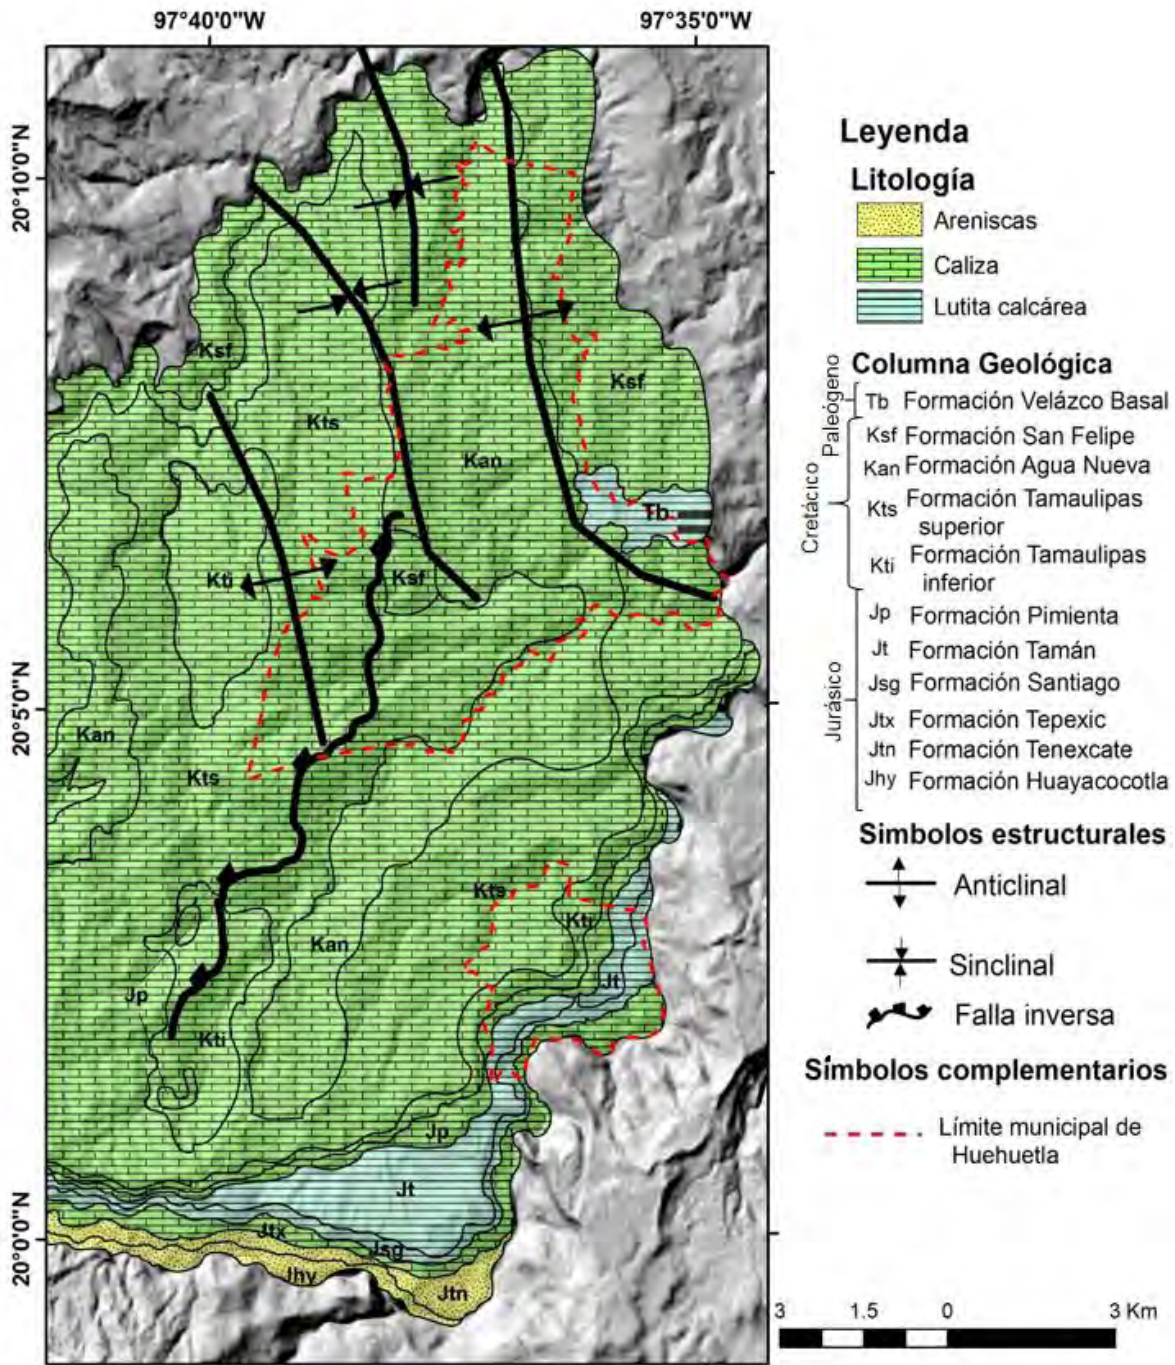 97°40'0"W
97°35'0"W
20°10'0"N
20°5'0"N
20°0'0"N
Ksf
Kts
Kan
Ksf
Tb
Kti
Ksf
Kan
Kts
Kts
Kti
Kan
Jp
Kti
Jt
Jp
Jt
Jtx
Jsg
Jhy
Jtn
Leyenda
Litología
Areniscas
Caliza
Lutita calcárea
Columna Geológica
Paleógeno
Tb Formación Velázco Basal
Cretácico
Ksf Formación San Felipe
Kan Formación Agua Nueva
Kts Formación Tamaulipas
superior
Kti Formación Tamaulipas
inferior
Jurásico
Jp Formación Pimienta
Jt Formación Tamán
Jsg Formación Santiago
Jtx Formación Tepexic
Jtn Formación Tenexcate
Jhy Formación Huayacocotla
Simbolos estructurales
Anticlinal
Sinclinal
Falla inversa
Símbolos complementarios
Límite municipal de
Huehuetla
3 1.5 0 3 Km